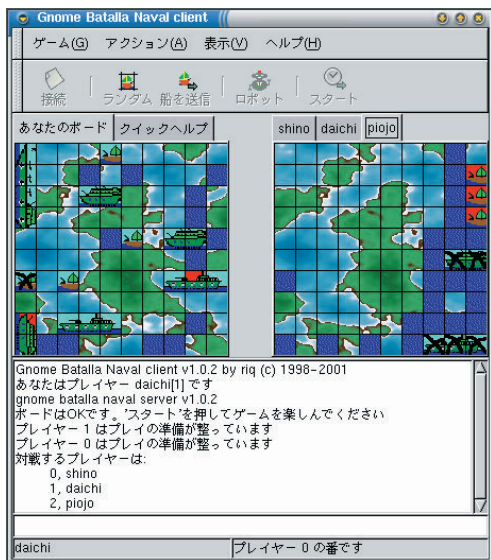 Gnome Batalla Naval client
ゲーム(G) アクション(A) 表示(V) ヘルプ(H)
接続 ランダム 船を送信 ロボット スタート
あなたのボード クイックヘルプ shino daichi piojo
Gnome Batalla Naval client v1.0.2 by riq (c) 1998-2001
あなたはプレイヤー daichi[1] です
gnome batalla naval server v1.0.2
ボードはOKです。'スタート'を押してゲームを楽しんでください
プレイヤー 1 はプレイの準備が整っています
プレイヤー 0 はプレイの準備が整っています
対戦するプレイヤーは:
0, shino
1, daichi
2, piojo
daichi プレイヤー 0 の番です